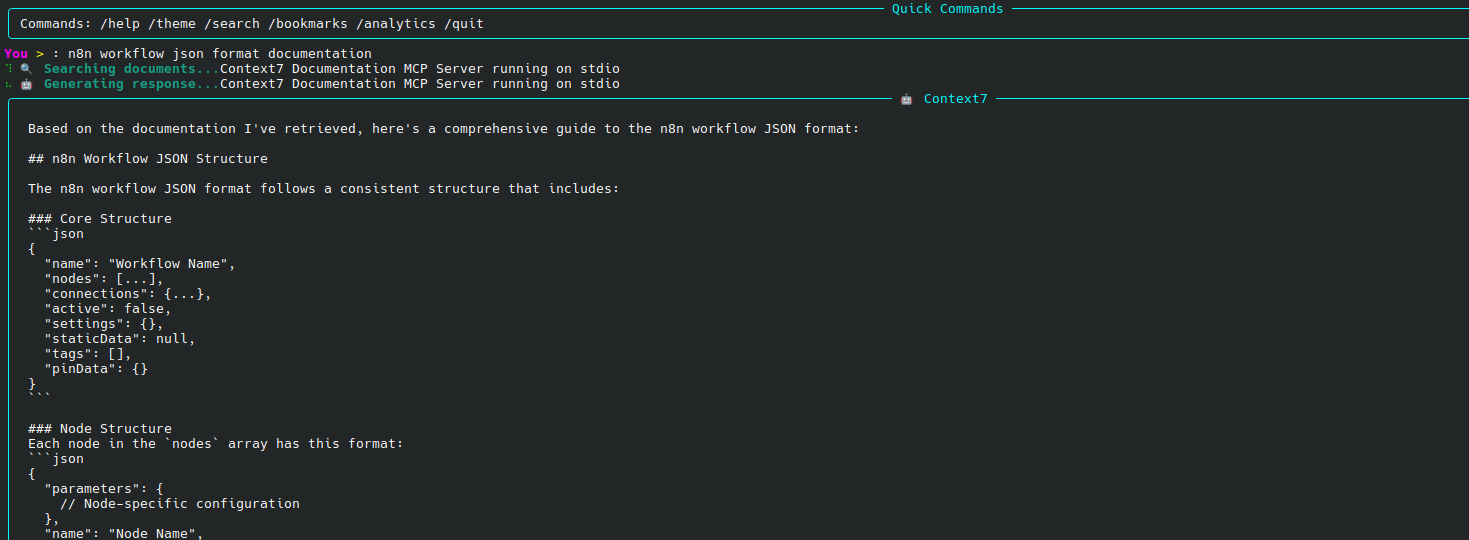 Quick Commands
Commands: /help /theme /search /bookmarks /analytics /quit
You > : n8n workflow json format documentation
Searching documents...Context7 Documentation MCP Server running on stdio
Generating response...Context7 Documentation MCP Server running on stdio
Context7
Based on the documentation I've retrieved, here's a comprehensive guide to the n8n workflow JSON format:
## n8n Workflow JSON Structure
The n8n workflow JSON format follows a consistent structure that includes:
### Core Structure
```json
{
  "name": "Workflow Name",
  "nodes": [...],
  "connections": {...},
  "active": false,
  "settings": {},
  "staticData": null,
  "tags": [],
  "pinData": {}
}
```
### Node Structure
Each node in the `nodes` array has this format:
```json
{
  "parameters": {
    // Node-specific configuration
  },
  "name": "Node Name",